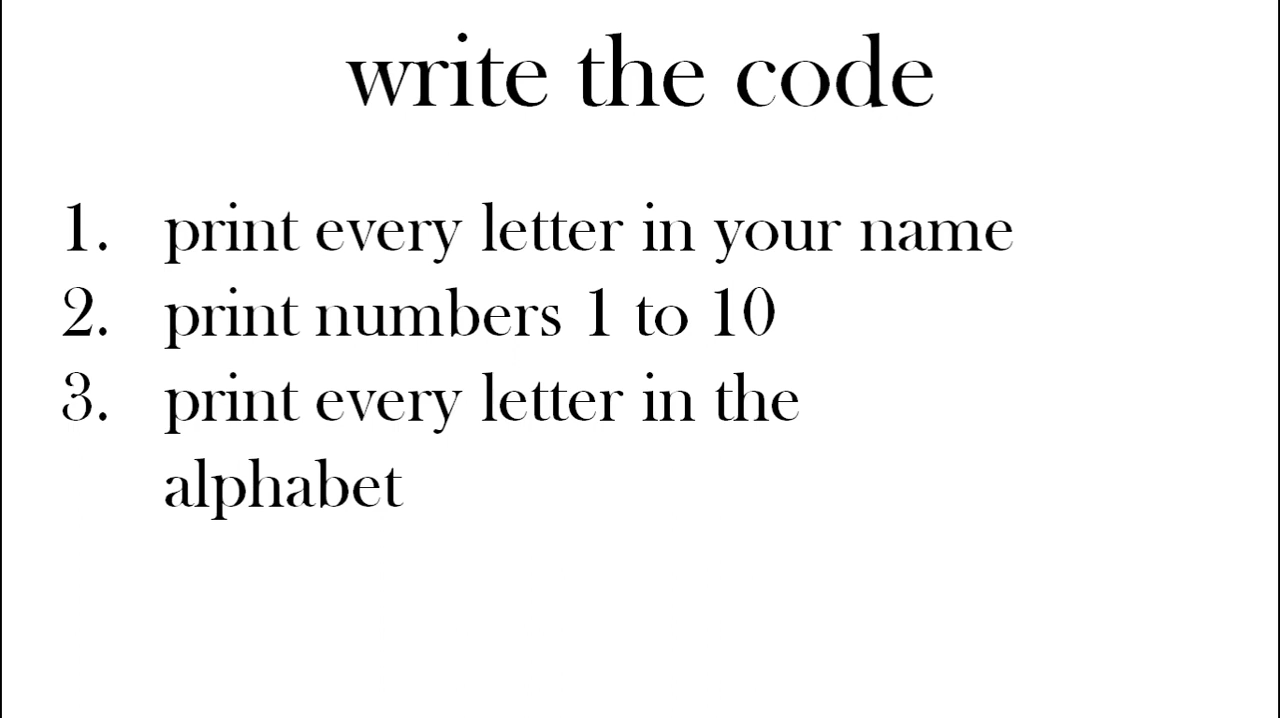 write the code
1. print every letter in your name
2. print numbers 1 to 10
3. print every letter in the
alphabet